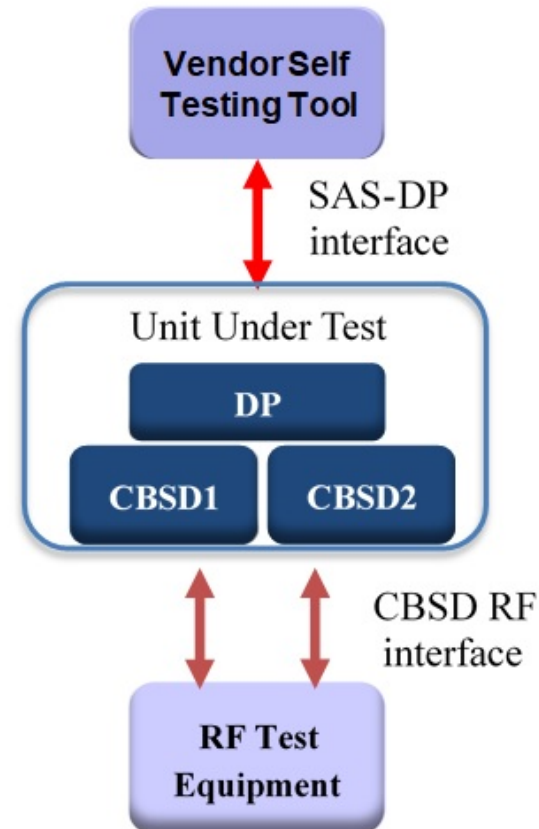 Vendor Self
Testing Tool
SAS-DP
interface
Unit Under Test
DP
CBSD1
CBSD2
CBSD RF
interface
RF Test
Equipment